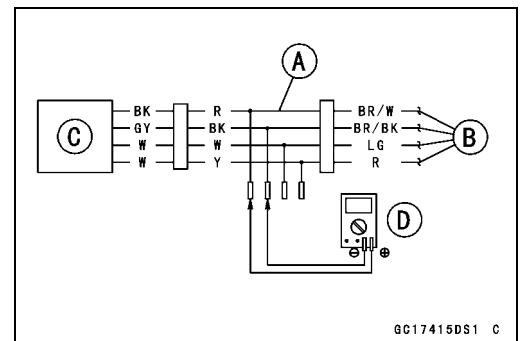 A
BK R BR/W
C GY BK BR/BK B
W W LG
W Y R
D
⊖ ⊕
GC17415DS1 C